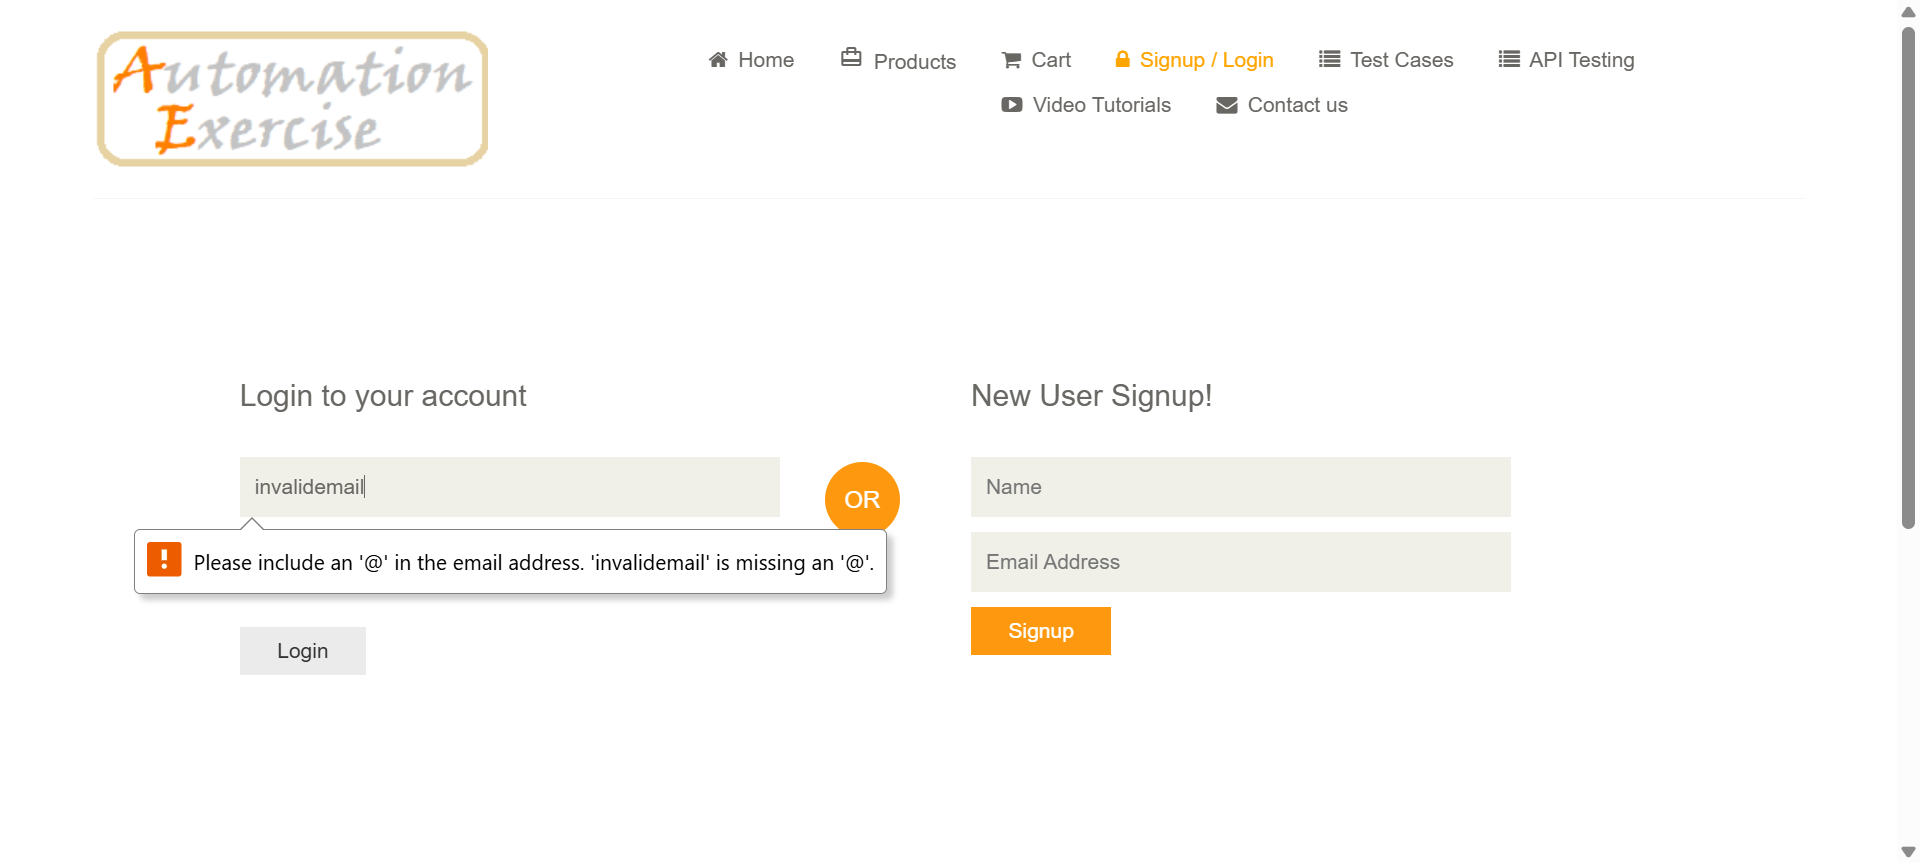 Automation
Exercise
Home Products Cart Signup / Login Test Cases API Testing
Video Tutorials Contact us
Login to your account
invalidemail
Please include an '@' in the email address. 'invalidemail' is missing an '@'.
Login
OR
New User Signup!
Name
Email Address
Signup